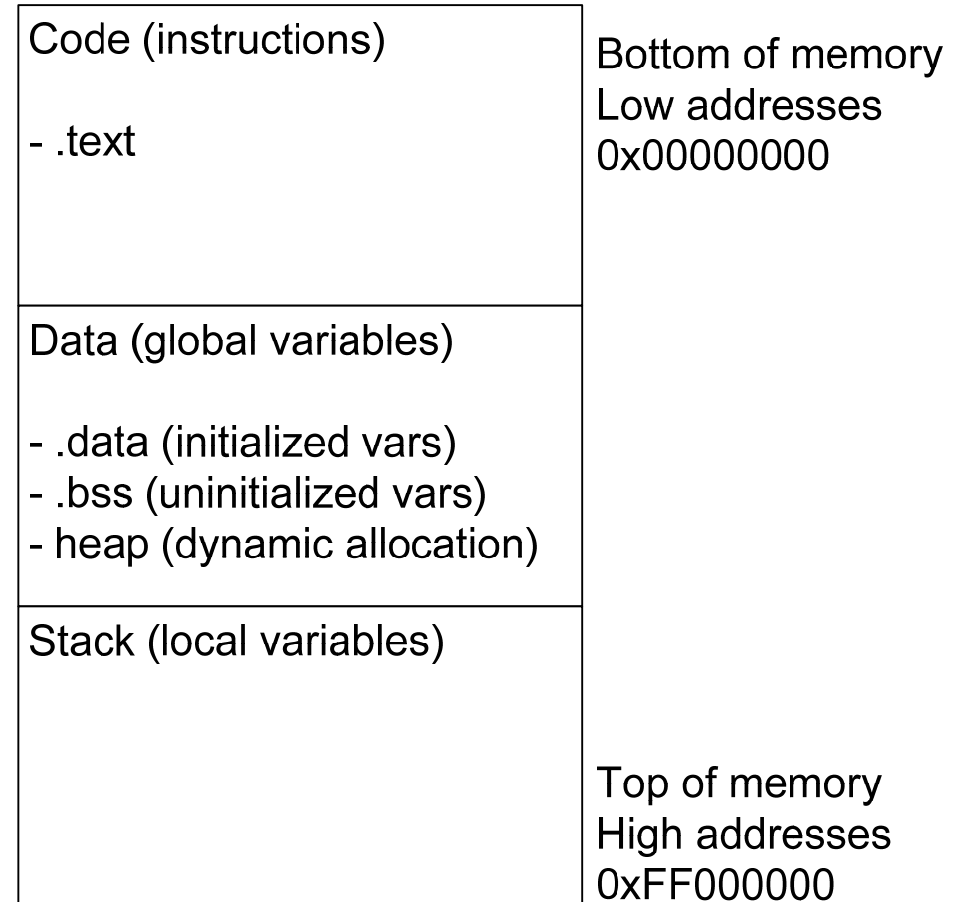 Code (instructions)
- .text
Bottom of memory
Low addresses
0x00000000
Data (global variables)
- .data (initialized vars)
- .bss (uninitialized vars)
- heap (dynamic allocation)
Stack (local variables)
Top of memory
High addresses
0xFF000000